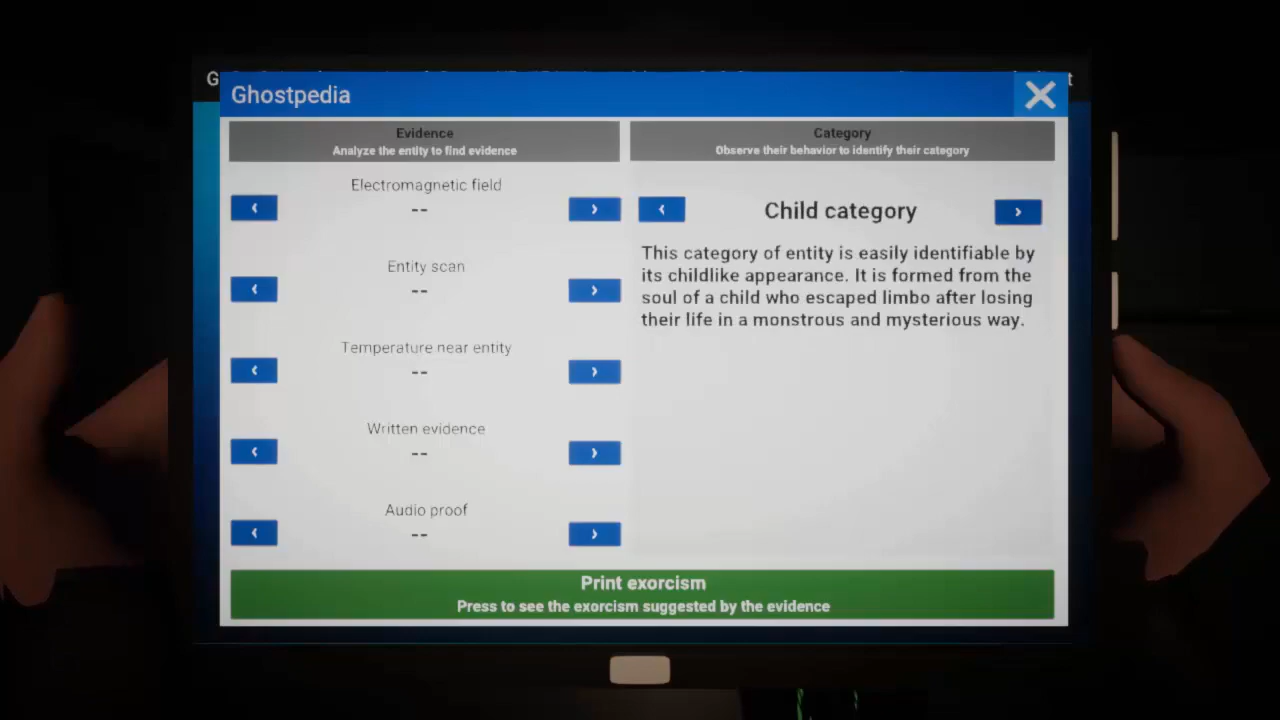 Ghostpedia
Evidence
Analyze the entity to find evidence
Electromagnetic field
--
Entity scan
--
Temperature near entity
--
Written evidence
--
Audio proof
--
Category
Observe their behavior to identify their category
Child category
This category of entity is easily identifiable by
its childlike appearance. It is formed from the
soul of a child who escaped limbo after losing
their life in a monstrous and mysterious way.
Print exorcism
Press to see the exorcism suggested by the evidence